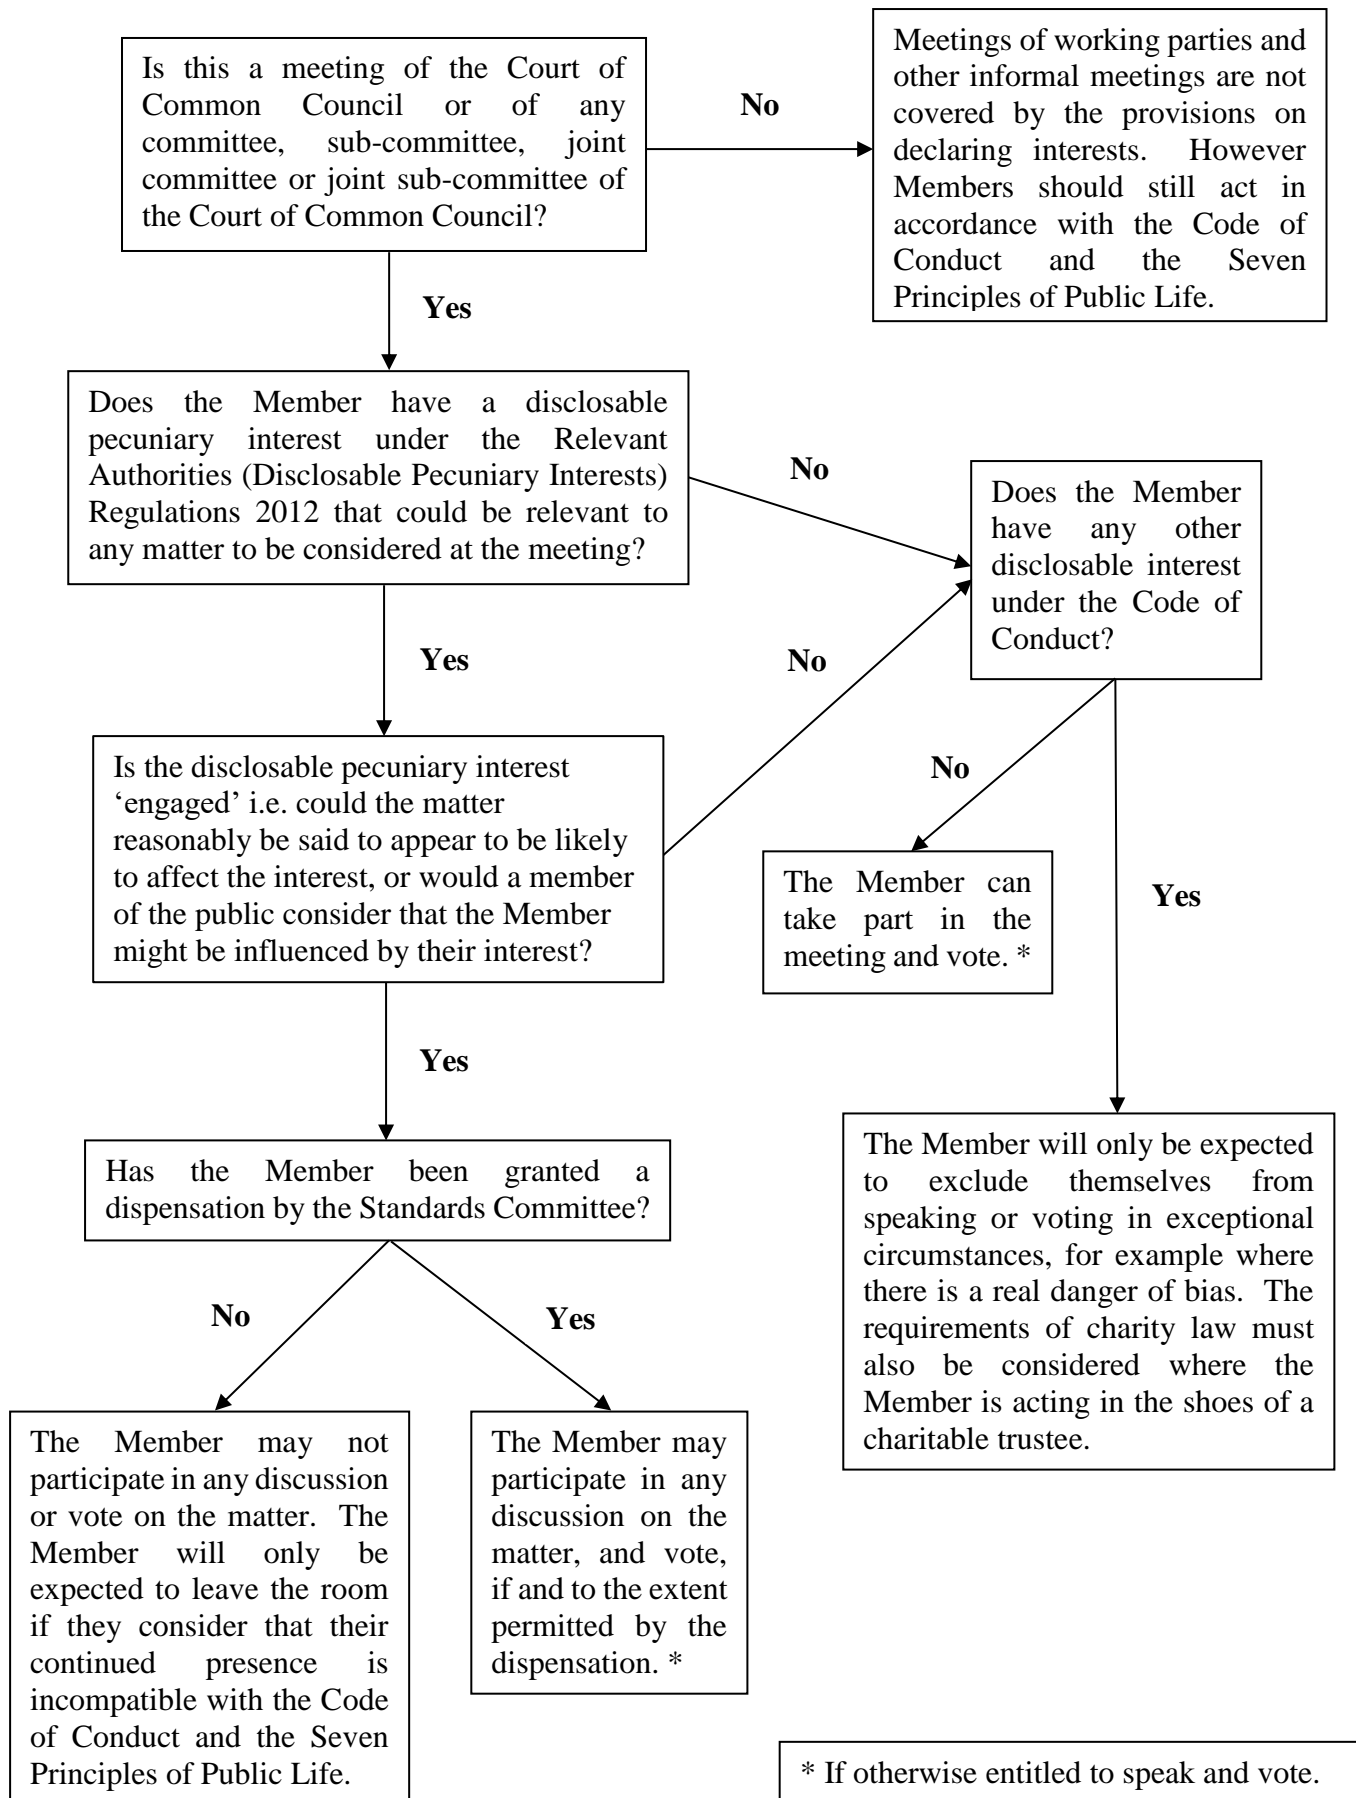 Is this a meeting of the Court of
Common Council or of any
committee, sub-committee, joint
committee or joint sub-committee of
the Court of Common Council?
No
Meetings of working parties and
other informal meetings are not
covered by the provisions on
declaring interests. However
Members should still act in
accordance with the Code of
Conduct and the Seven
Principles of Public Life.
Yes
Does the Member have a disclosable
pecuniary interest under the Relevant
Authorities (Disclosable Pecuniary Interests)
Regulations 2012 that could be relevant to
any matter to be considered at the meeting?
No
Does the Member
have any other
disclosable interest
under the Code of
Conduct?
Yes
No
Is the disclosable pecuniary interest
‘engaged’ i.e. could the matter
reasonably be said to appear to be likely
to affect the interest, or would a member
of the public consider that the Member
might be influenced by their interest?
No
The Member can
take part in the
meeting and vote. *
Yes
Yes
Has the Member been granted a
dispensation by the Standards Committee?
The Member will only be expected
to exclude themselves from
speaking or voting in exceptional
circumstances, for example where
there is a real danger of bias. The
requirements of charity law must
also be considered where the
Member is acting in the shoes of a
charitable trustee.
No
Yes
The Member may not
participate in any discussion
or vote on the matter. The
Member will only be
expected to leave the room
if they consider that their
continued presence is
incompatible with the Code
of Conduct and the Seven
Principles of Public Life.
The Member may
participate in any
discussion on the
matter, and vote,
if and to the extent
permitted by the
dispensation. *
* If otherwise entitled to speak and vote.